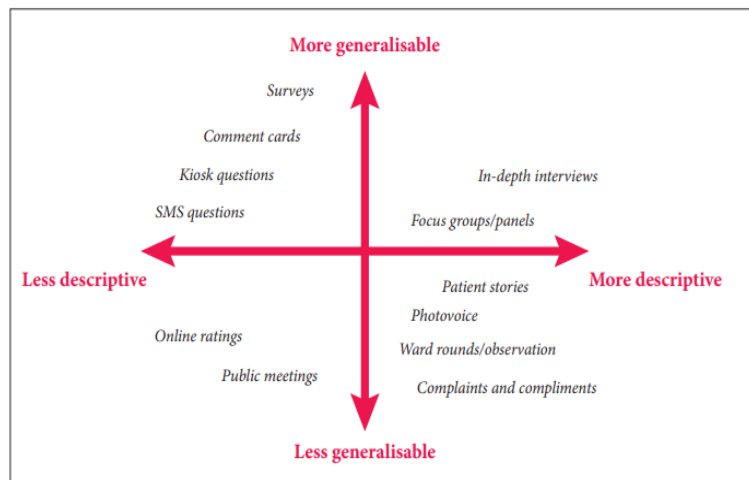 More generalisable
Surveys
Comment cards
Kiosk questions
In-depth interviews
SMS questions
Focus groups/panels
Less descriptive
More descriptive
Patient stories
Photovoice
Online ratings
Ward rounds/observation
Public meetings
Complaints and compliments
Less generalisable